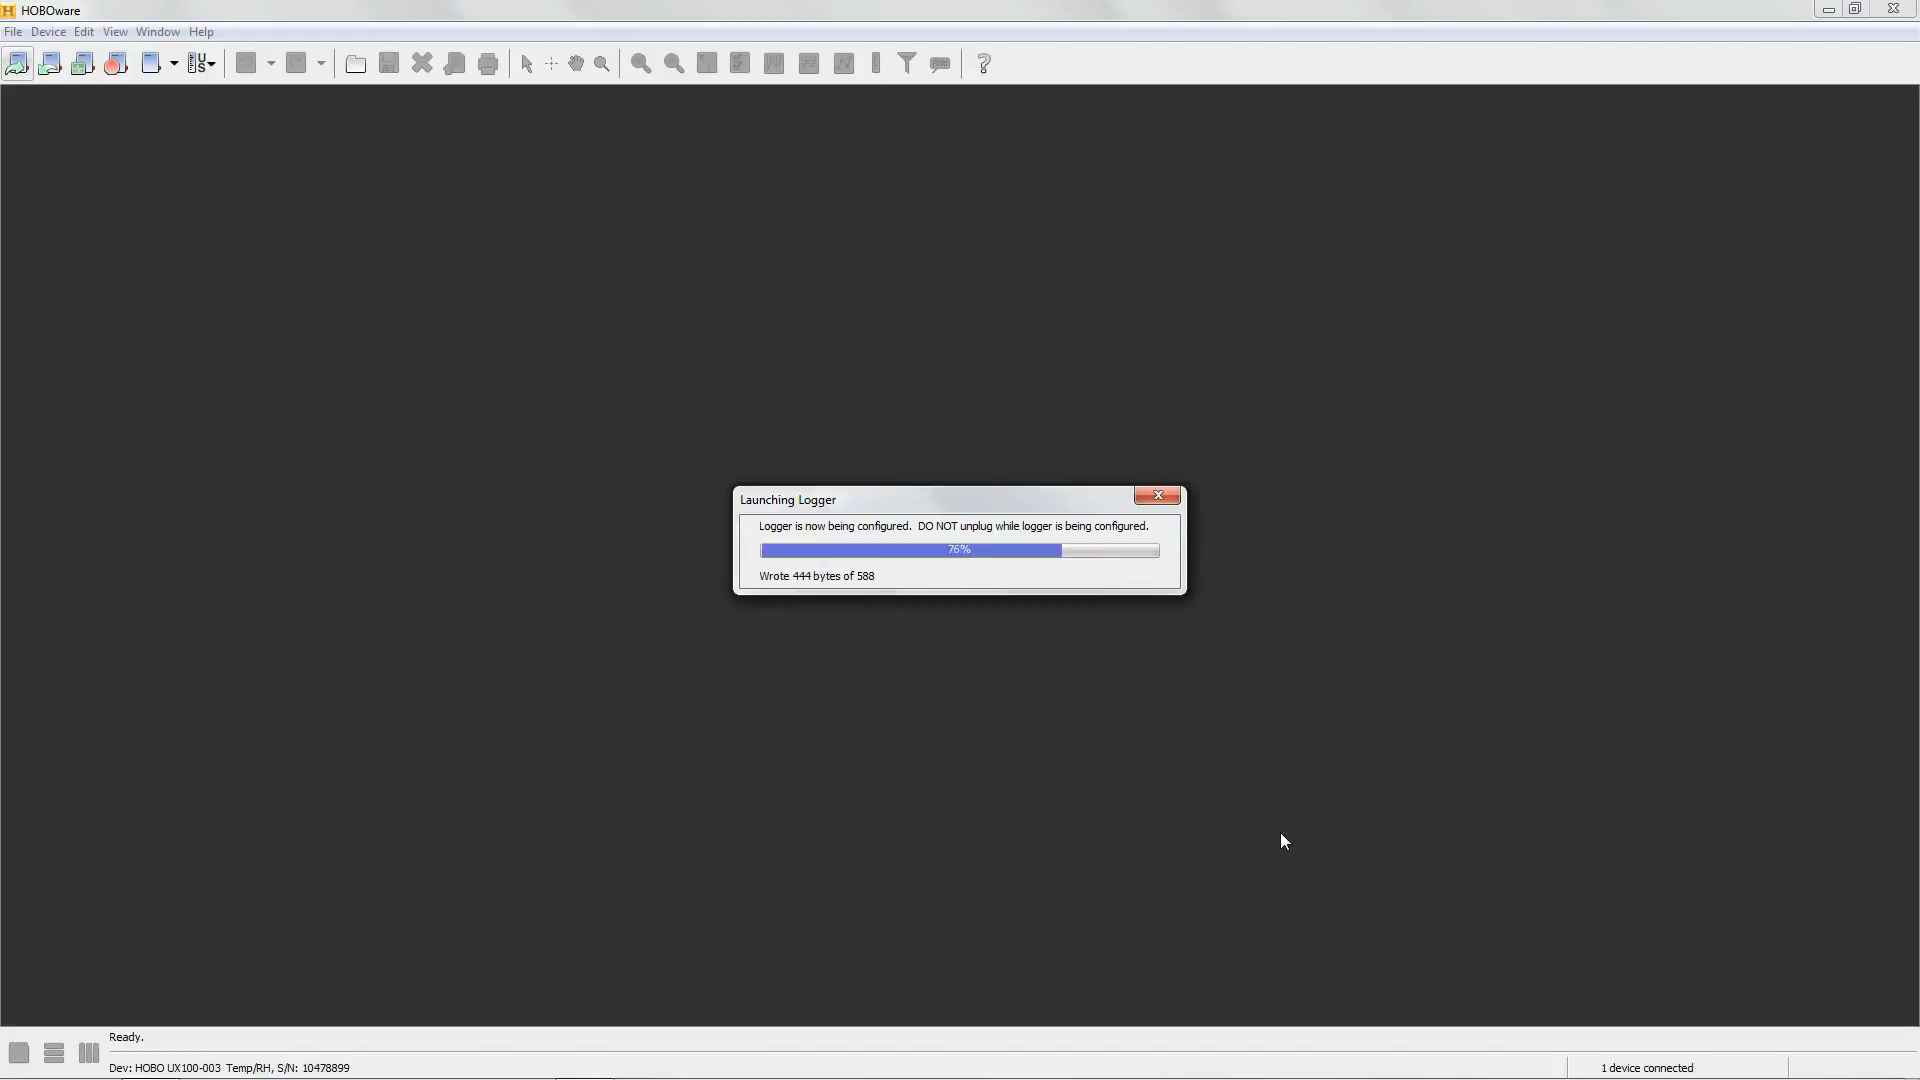 HOBOware
File Device Edit View Window Help
Launching Logger
Logger is now being configured.  DO NOT unplug while logger is being configured.
76%
Wrote 444 bytes of 588
Ready.
Dev: HOBO UX100-003  Temp/RH, S/N: 10478899
1 device connected